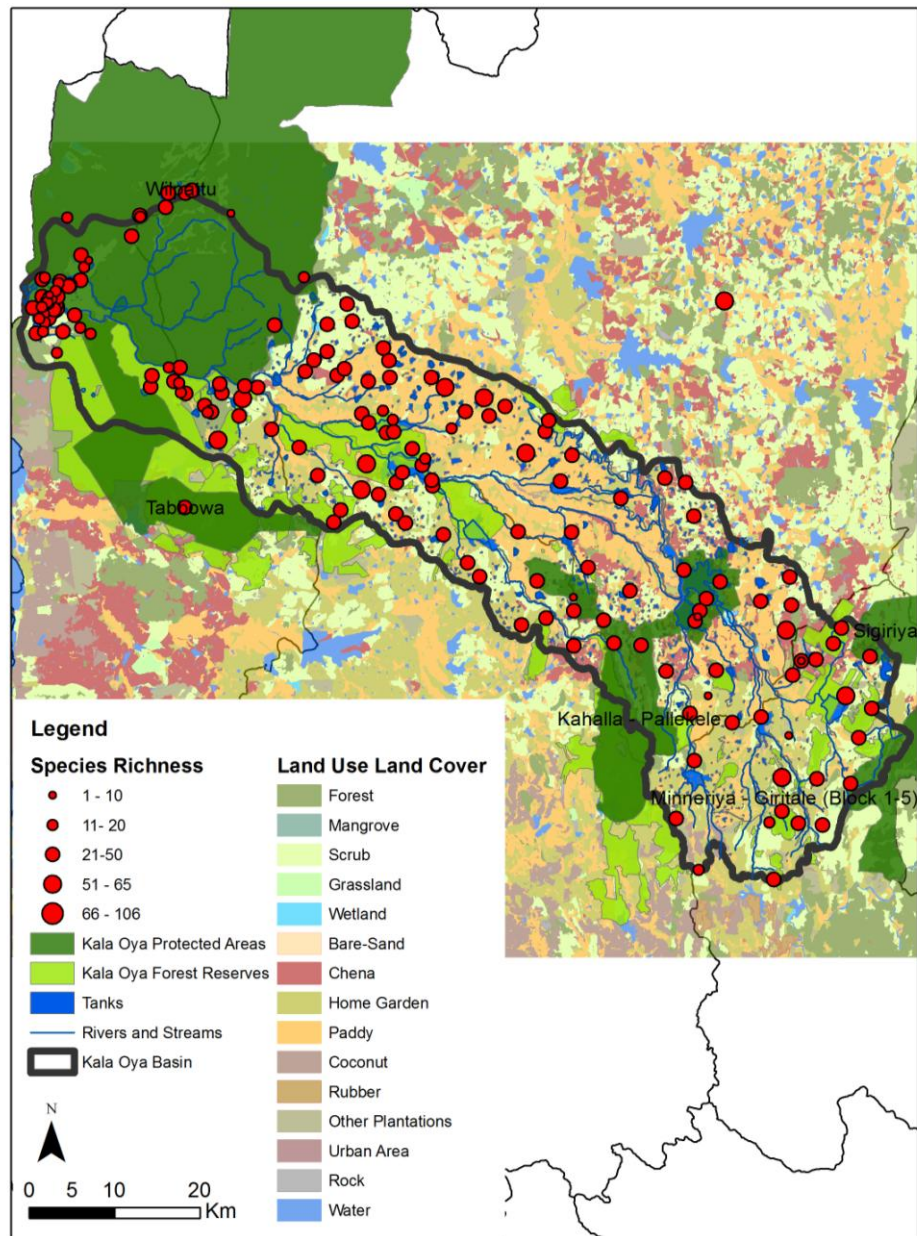 Wilpattu
Tabbowa
Sigiriya
Kahalla - Pallekele
Minneriya - Giritale (Block 1-5)
Legend
Species Richness
1 - 10
11- 20
21-50
51 - 65
66 - 106
Kala Oya Protected Areas
Kala Oya Forest Reserves
Tanks
Rivers and Streams
Kala Oya Basin
N
0 5 10 20
Km
Land Use Land Cover
Forest
Mangrove
Scrub
Grassland
Wetland
Bare-Sand
Chena
Home Garden
Paddy
Coconut
Rubber
Other Plantations
Urban Area
Rock
Water